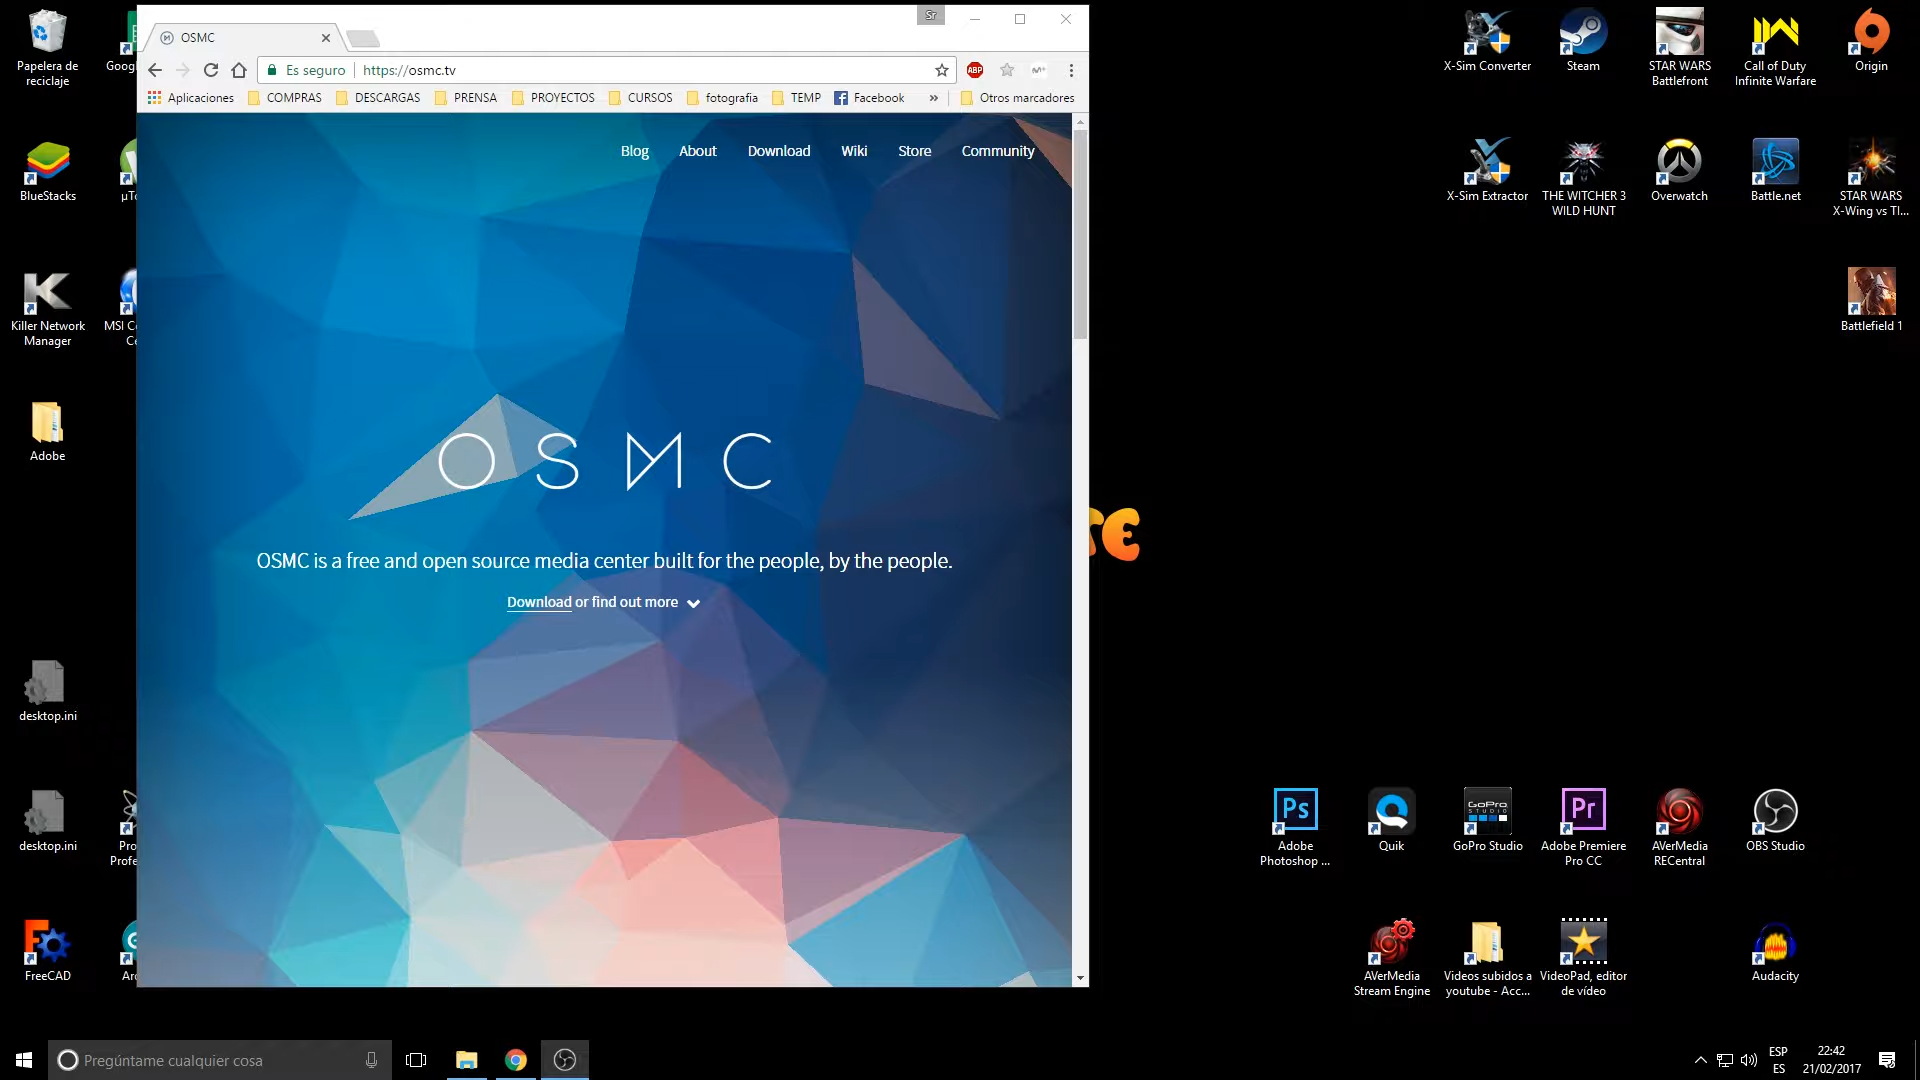 Sr
OSMC
Es seguro
https://osmc.tv
ABP
Aplicaciones
COMPRAS
DESCARGAS
PRENSA
PROYECTOS
CURSOS
fotografia
TEMP
Facebook
»
Otros marcadores
Blog
About
Download
Wiki
Store
Community
OSMC
OSMC is a free and open source media center built for the people, by the people.
Download or find out more
Papelera de
reciclaje
BlueStacks
Killer Network
Manager
Adobe
desktop.ini
desktop.ini
FreeCAD
X-Sim Converter
Steam
STAR WARS
Battlefront
Call of Duty
Infinite Warfare
Origin
X-Sim Extractor
THE WITCHER 3
WILD HUNT
Overwatch
Battle.net
STAR WARS
X-Wing vs TI...
Battlefield 1
Ps
Adobe
Photoshop ...
Quik
GoPro
STUDIO
GoPro Studio
Pr
Adobe Premiere
Pro CC
AVerMedia
RECentral
OBS Studio
AVerMedia
Stream Engine
Videos subidos a
youtube - Acc...
VideoPad, editor
de vídeo
Audacity
Pregúntame cualquier cosa
ESP
ES
22:42
21/02/2017